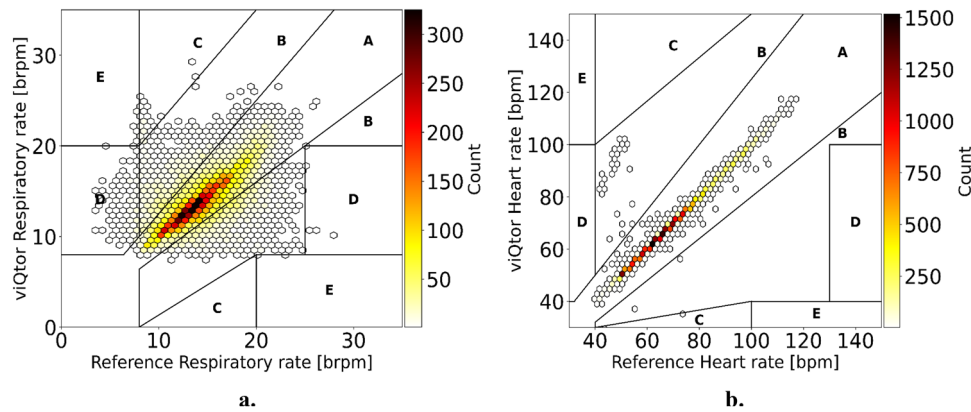 C B A
E
B
D D
C E
30
20
10
0
0 10 20 30
viQtor Respiratory rate [brpm]
Reference Respiratory rate [brpm]
300
250
200
150
100
50
Count
a.
C B A
E
B
D D
C E
140
120
100
80
60
40
40 60 80 100 120 140
viQtor Heart rate [bpm]
Reference Heart rate [bpm]
1500
1250
1000
750
500
250
Count
b.